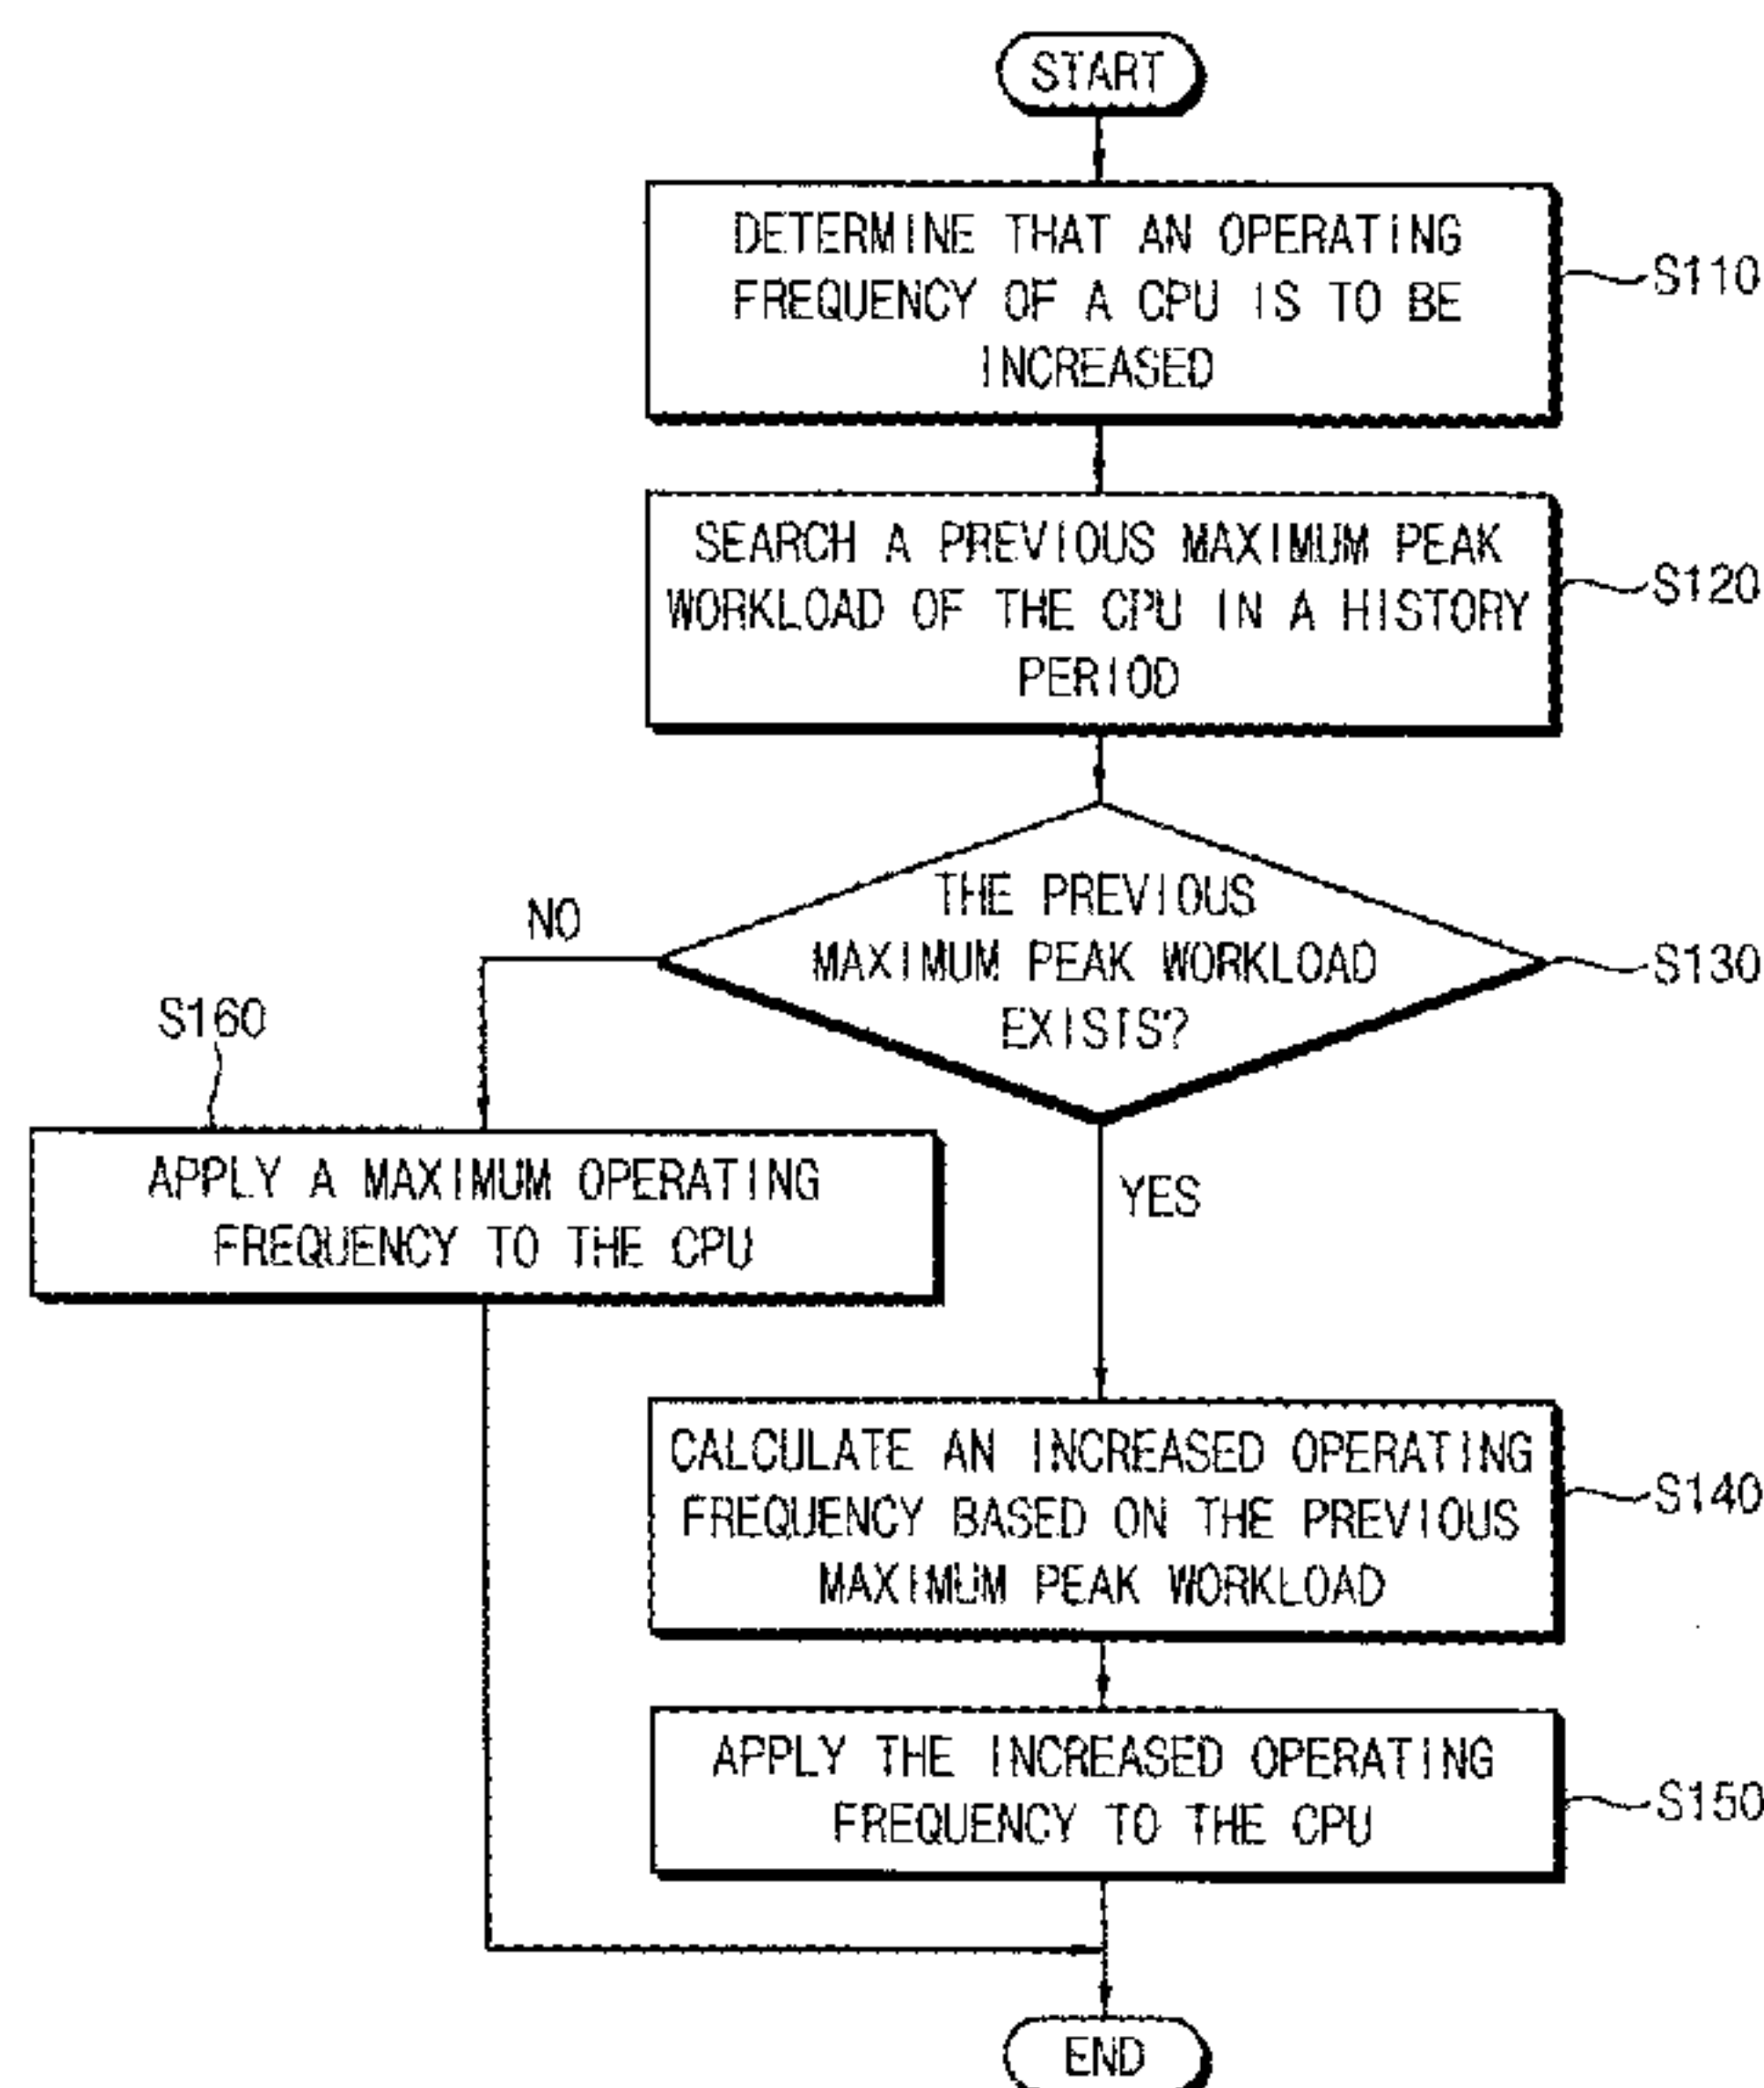 START
DETERMINE THAT AN OPERATING
FREQUENCY OF A CPU IS TO BE
INCREASED
S110
SEARCH A PREVIOUS MAXIMUM PEAK
WORKLOAD OF THE CPU IN A HISTORY
PERIOD
S120
THE PREVIOUS
MAXIMUM PEAK WORKLOAD
EXISTS?
S130
NO
S160
APPLY A MAXIMUM OPERATING
FREQUENCY TO THE CPU
YES
CALCULATE AN INCREASED OPERATING
FREQUENCY BASED ON THE PREVIOUS
MAXIMUM PEAK WORKLOAD
S140
APPLY THE INCREASED OPERATING
FREQUENCY TO THE CPU
S150
END